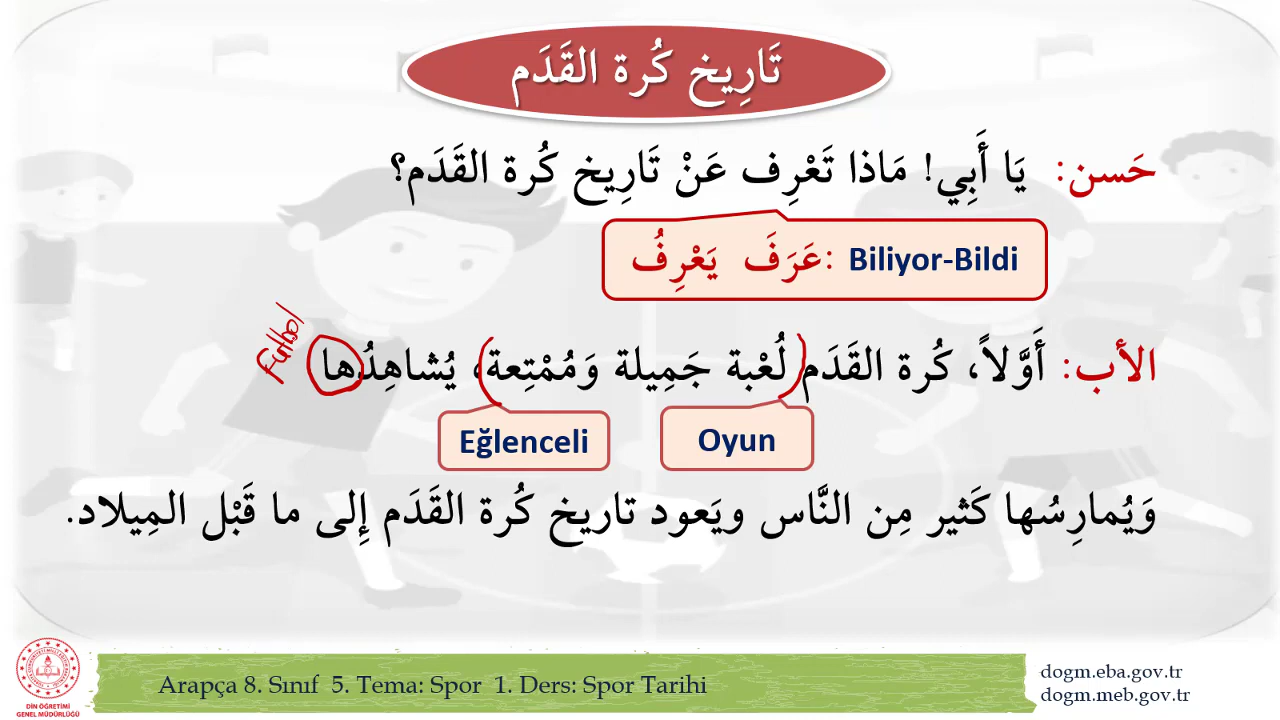 تَارِيخ كُرة القَدَم
حَسن: يَا أَبِي! مَاذا تَعْرِف عَنْ تَارِيخ كُرة القَدَم؟
عَرَفَ يَعْرِفُ: Biliyor-Bildi
Futbol
الأب: أَوَّلاً، كُرة القَدَم لُعْبة جَمِيلة وَمُمْتِعة، يُشاهِدُها
Eğlenceli
Oyun
وَيُمارِسُها كَثير مِن النَّاس ويَعود تاريخ كُرة القَدَم إِلى ما قَبْل المِيلاد.
DİN ÖĞRETİMİ
GENEL MÜDÜRLÜĞÜ
Arapça 8. Sınıf 5. Tema: Spor 1. Ders: Spor Tarihi
dogm.eba.gov.tr
dogm.meb.gov.tr